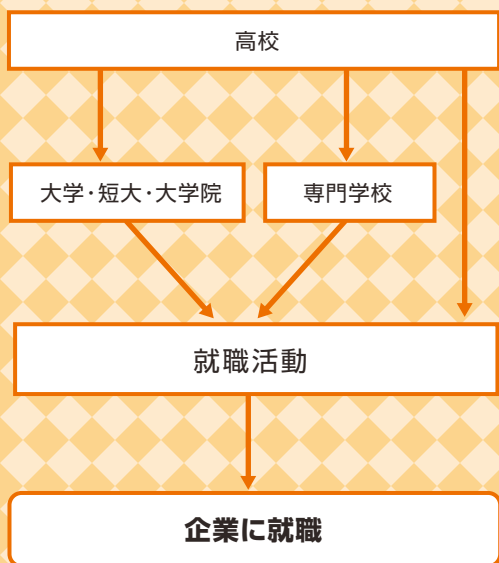 高校
大学・短大・大学院
専門学校
就職活動
企業に就職